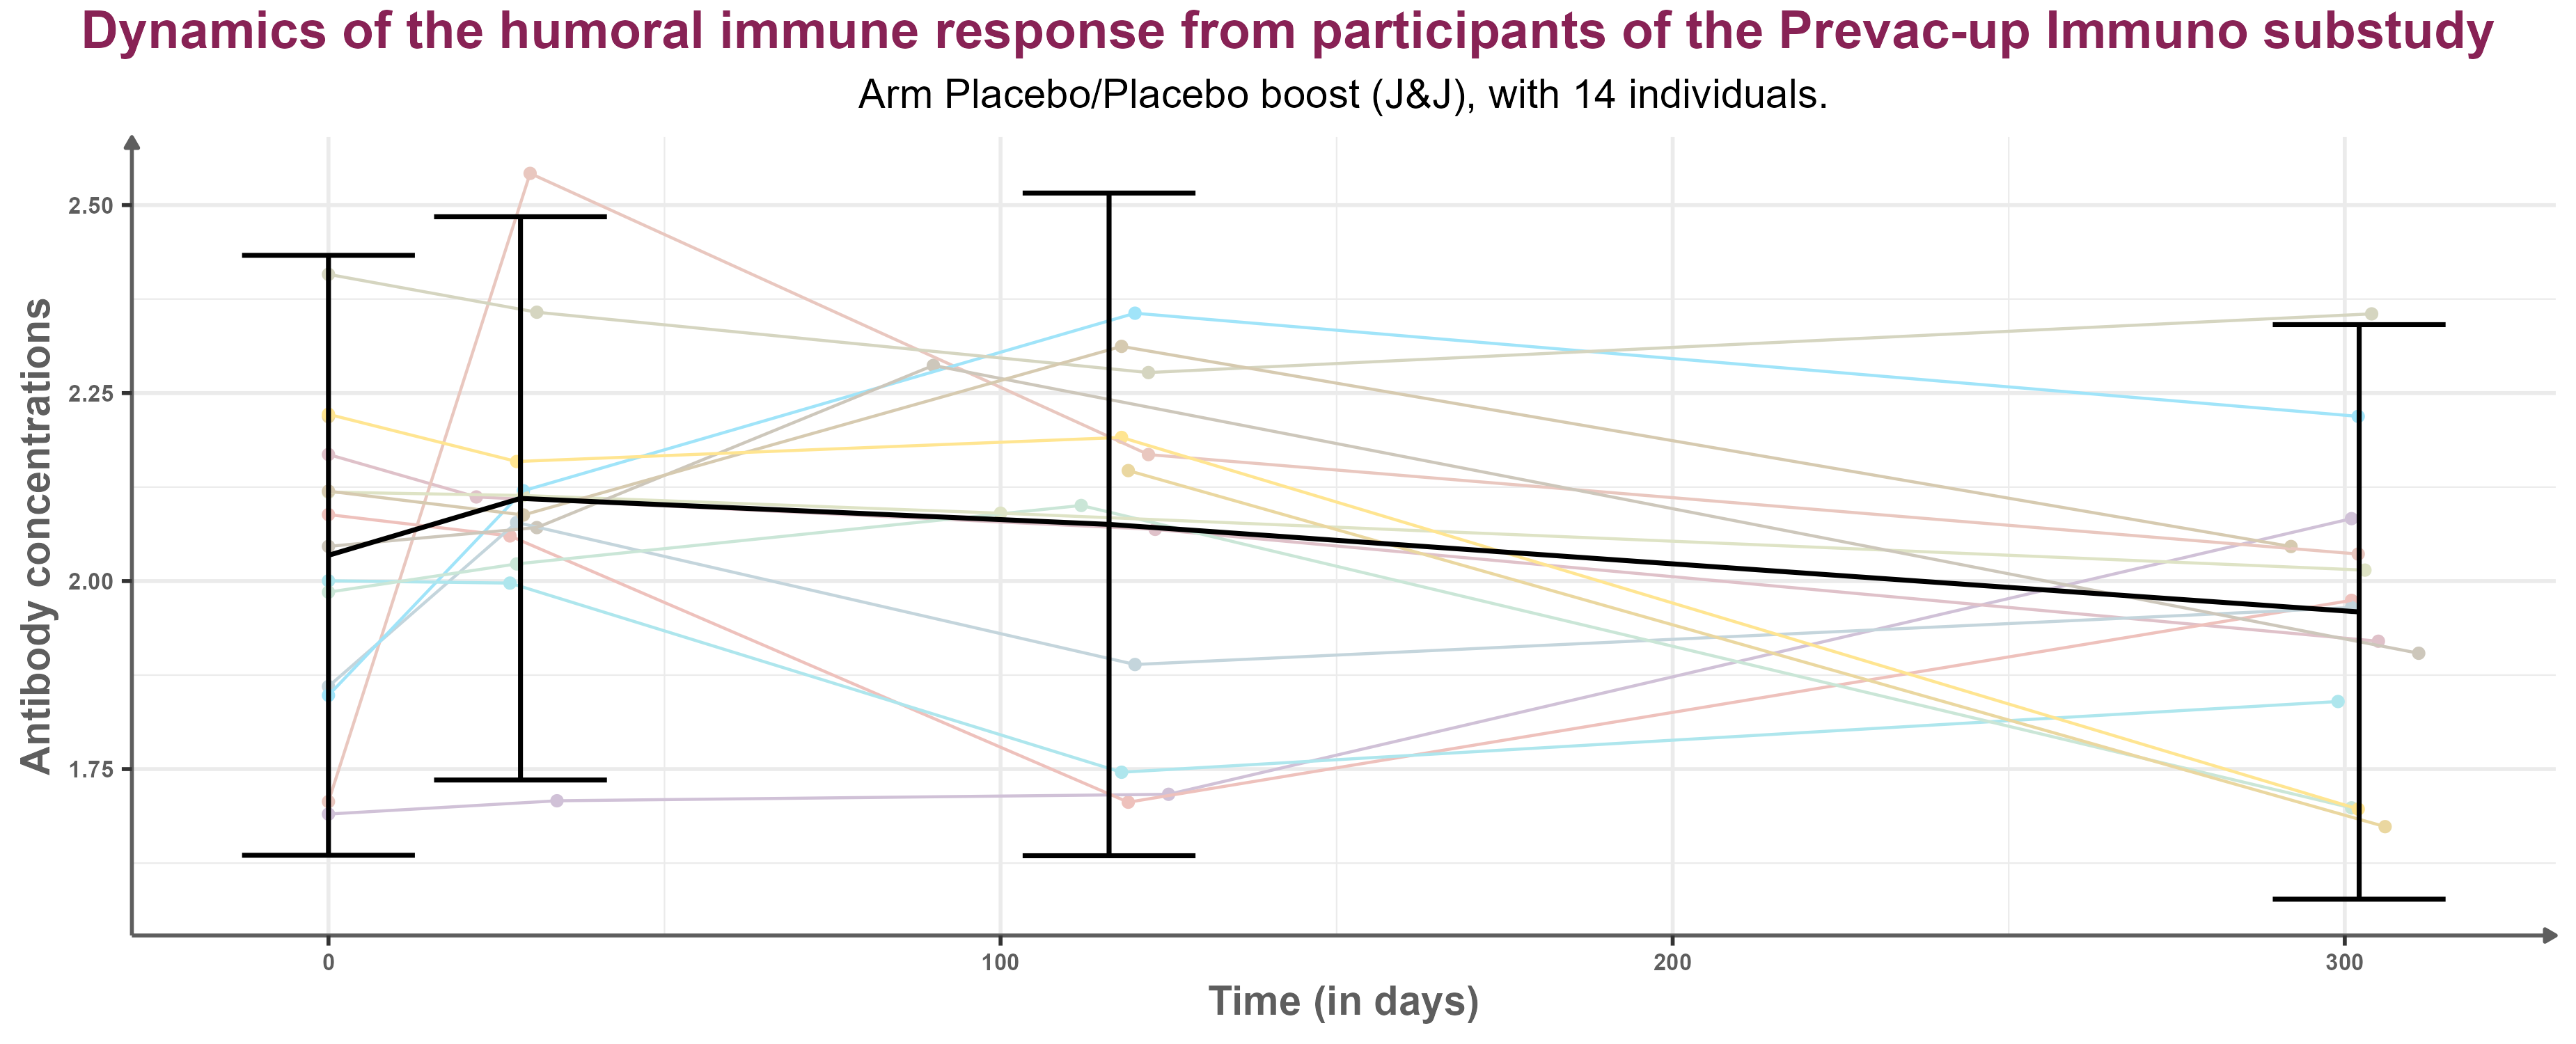 Dynamics of the humoral immune response from participants of the Prevac-up Immuno substudy
Arm Placebo/Placebo boost (J&J), with 14 individuals.
Antibody concentrations
2.50
2.25
2.00
1.75
0
100
200
300
Time (in days)